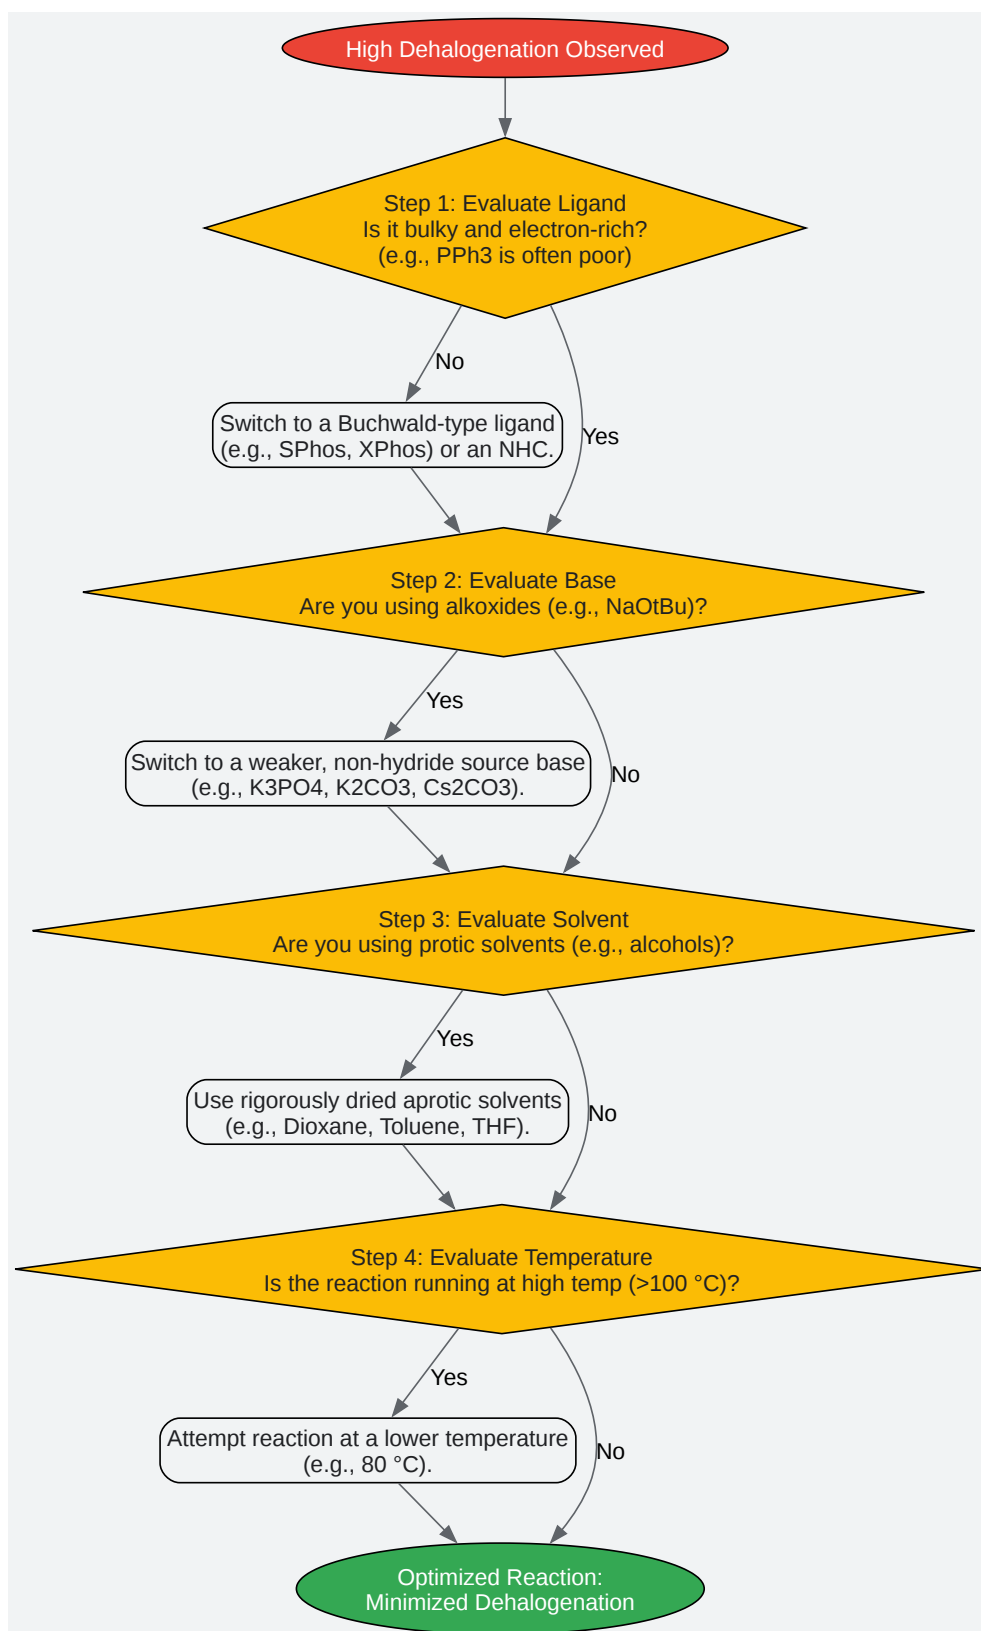 High Dehalogenation Observed
Step 1: Evaluate Ligand
Is it bulky and electron-rich?
(e.g., PPh3 is often poor)
No
Switch to a Buchwald-type ligand
(e.g., SPhos, XPhos) or an NHC.
Yes
Step 2: Evaluate Base
Are you using alkoxides (e.g., NaOtBu)?
Yes
Switch to a weaker, non-hydride source base
(e.g., K3PO4, K2CO3, Cs2CO3).
No
Step 3: Evaluate Solvent
Are you using protic solvents (e.g., alcohols)?
Yes
Use rigorously dried aprotic solvents
(e.g., Dioxane, Toluene, THF).
No
Step 4: Evaluate Temperature
Is the reaction running at high temp (>100 °C)?
Yes
Attempt reaction at a lower temperature
(e.g., 80 °C).
No
Optimized Reaction:
Minimized Dehalogenation